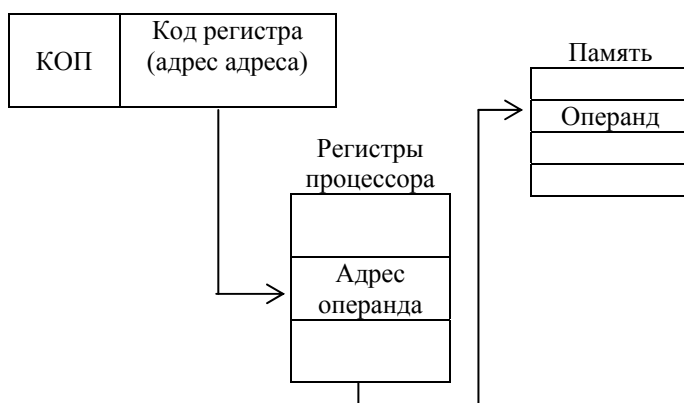 КОП
Код регистра
(адрес адреса)
Память
Операнд
Регистры
процессора
Адрес
операнда